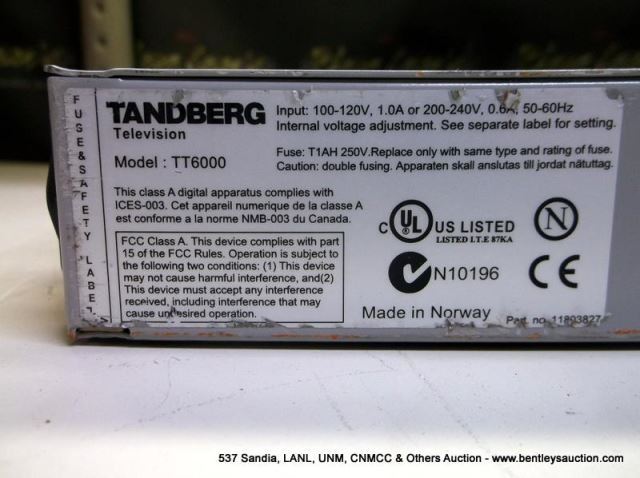 FUSE&SAFETY LABEL
TANDBERG
Television
Model : TT6000
Input: 100-120V, 1.0A or 200-240V, 0.6A, 50-60Hz
Internal voltage adjustment. See separate label for setting.
Fuse: T1AH 250V.Replace only with same type and rating of fuse.
Caution: double fusing. Apparaten skall anslutas till jordat nätuttag.
This class A digital apparatus complies with
ICES-003. Cet appareil numerique de la classe A
est conforme a la norme NMB-003 du Canada.
FCC Class A. This device complies with part
15 of the FCC Rules. Operation is subject to
the following two conditions: (1) This device
may not cause harmful interference, and(2)
This device must accept any interference
received, including interference that may
cause undesired operation.
C UL US LISTED
LISTED I.T.E 87KA
N
N10196
CE
Made in Norway
Part. no. 11893827
537 Sandia, LANL, UNM, CNMCC & Others Auction - www.bentleysauction.com